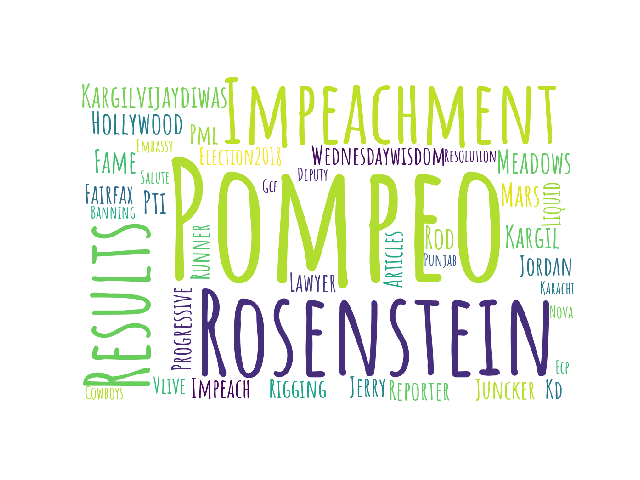 Kargilvijaydiwas
Impeachment
Hollywood
Pml
Embassy
Election2018
Wednesdaywisdom
Resolution
Meadows
Fame
Salute
Gcf
Deputy
Pompeo
Mars
Liquid
Fairfax
Pti
Banning
Results
Runner
Articles
Rod
Punjab
Kargil
Jordan
Lawyer
Karachi
Progressive
Rosenstein
Nova
Fcp
Cowboys
Vlive
Impeach
Rigging
Jerry
Reporter
Juncker
Kd